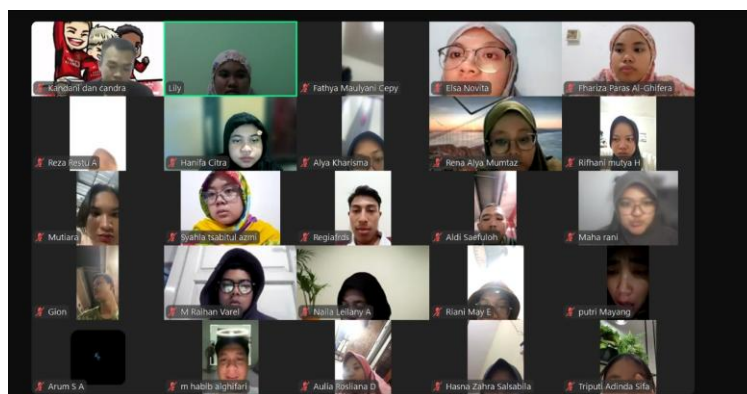 Kandani dan candra
Lily
Fathya Maulyani Cepy
Elsa Novita
Fhariza Paras Al-Ghifera
Reza Restu A
Hanifa Citra
Alya Kharisma
Rena Alya Mumtaz
Rifhani mutya H
Mutiara
Syahla tsabitul azmi
Regiafrds
Aldi Saefuloh
Maha rani
Gion
M Raihan Varel
Naila Leilany A
Riani May E
putri Mayang
Arum S A
m habib alghifari
Aulia Rosliana D
Hasna Zahra Salsabila
Triputi Adinda Sifa